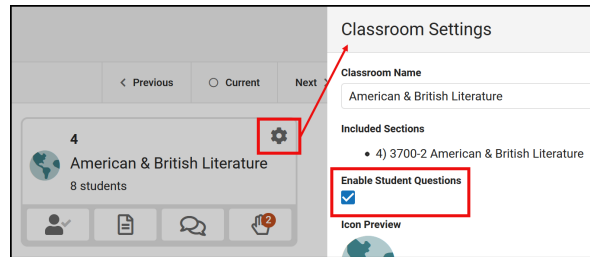 Classroom Settings
< Previous
Current
Next
Classroom Name
American & British Literature
4
American & British Literature
8 students
2
Included Sections
• 4) 3700-2 American & British Literature
Enable Student Questions
Icon Preview